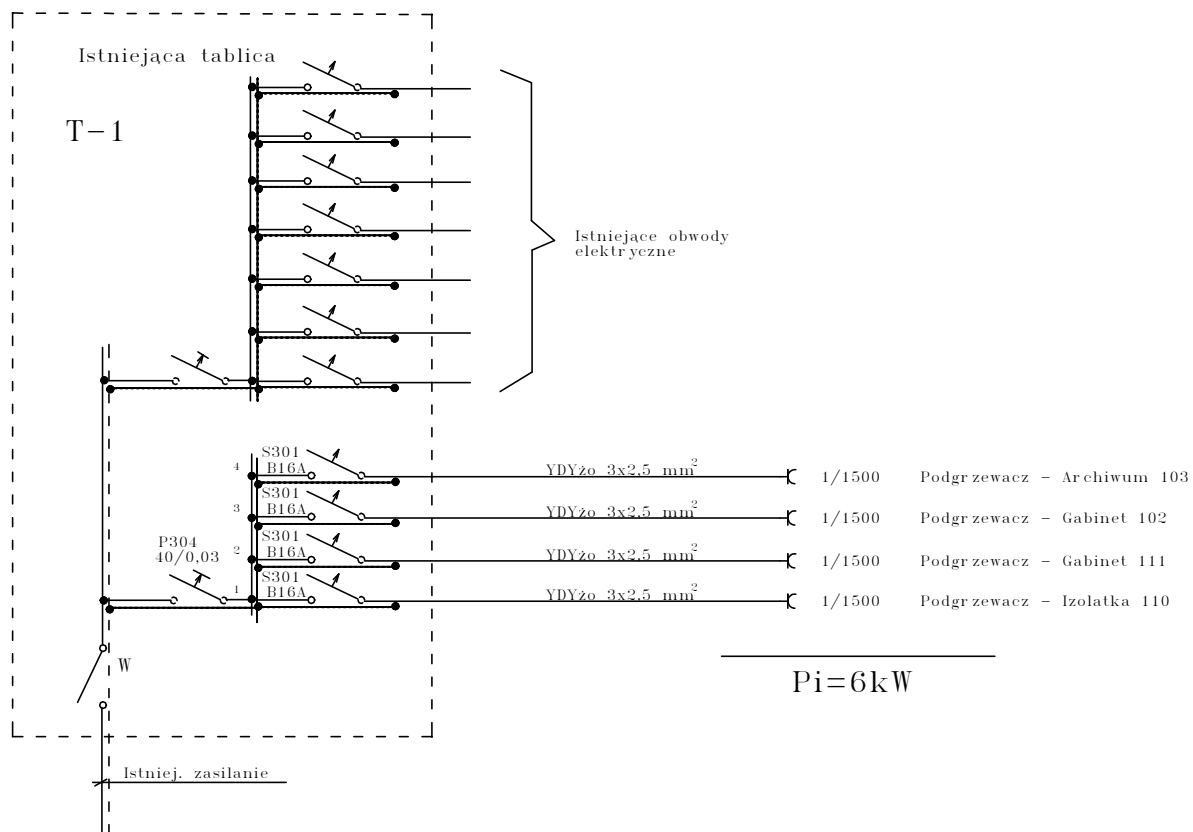 Istniejąca tablica
T-1
Istniejące obwody
elektryczne
4
S301
B16A
YDYżo 3x2,5 mm²
1/1500
Podgrzewacz - Archiwum 103
3
S301
B16A
YDYżo 3x2,5 mm²
1/1500
Podgrzewacz - Gabinet 102
P304
40/0,03
2
S301
B16A
YDYżo 3x2,5 mm²
1/1500
Podgrzewacz - Gabinet 111
1
S301
B16A
YDYżo 3x2,5 mm²
1/1500
Podgrzewacz - Izolatka 110
W
Pi=6kW
Istniej. zasilanie